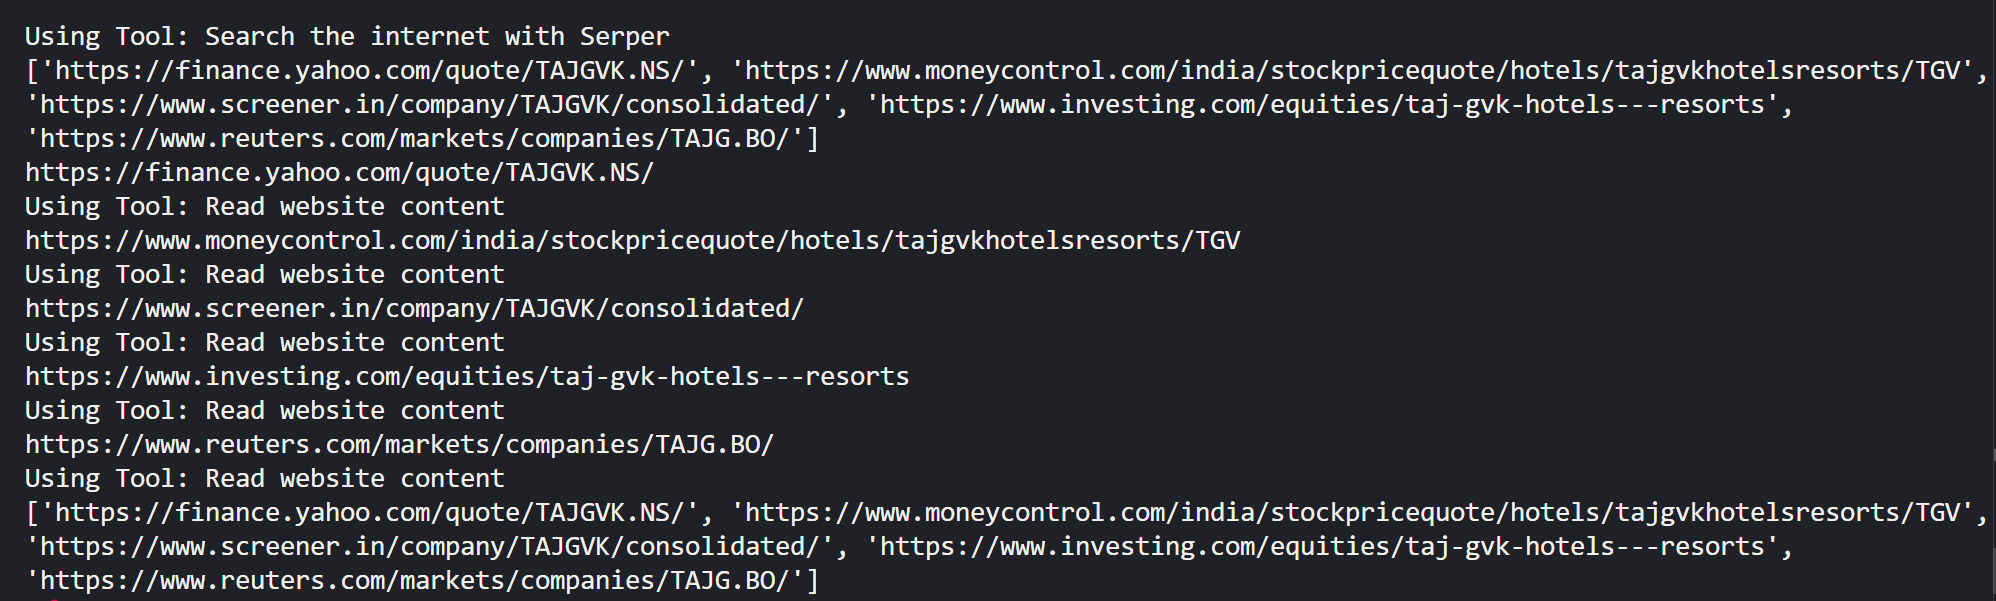 Using Tool: Search the internet with Serper
['https://finance.yahoo.com/quote/TAJGVK.NS/', 'https://www.moneycontrol.com/india/stockpricequote/hotels/tajgvkhotelsresorts/TGV',
'https://www.screener.in/company/TAJGVK/consolidated/', 'https://www.investing.com/equities/taj-gvk-hotels---resorts',
'https://www.reuters.com/markets/companies/TAJG.BO/']
https://finance.yahoo.com/quote/TAJGVK.NS/
Using Tool: Read website content
https://www.moneycontrol.com/india/stockpricequote/hotels/tajgvkhotelsresorts/TGV
Using Tool: Read website content
https://www.screener.in/company/TAJGVK/consolidated/
Using Tool: Read website content
https://www.investing.com/equities/taj-gvk-hotels---resorts
Using Tool: Read website content
https://www.reuters.com/markets/companies/TAJG.BO/
Using Tool: Read website content
['https://finance.yahoo.com/quote/TAJGVK.NS/', 'https://www.moneycontrol.com/india/stockpricequote/hotels/tajgvkhotelsresorts/TGV',
'https://www.screener.in/company/TAJGVK/consolidated/', 'https://www.investing.com/equities/taj-gvk-hotels---resorts',
'https://www.reuters.com/markets/companies/TAJG.BO/']